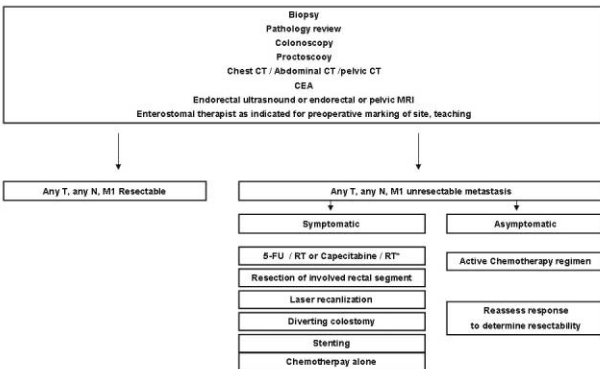 Biopsy
Pathology review
Colonoscopy
Proctoscooy
Chest CT / Abdominal CT /pelvic CT
CEA
Endorectal ultrasnound or endorectal or pelvic MRI
Enterostomal therapist as indicated for preoperative marking of site, teaching
Any T, any N, M1 Resectable
Any T, any N, M1 unresectable metastasis
Symptomatic
Asymptomatic
5-FU / RT or Capecitabine / RT*
Resection of involved rectal segment
Laser recanlization
Diverting colostomy
Stenting
Chemotherpay alone
Active Chemotherapy regimen
Reassess response
to determine resectability